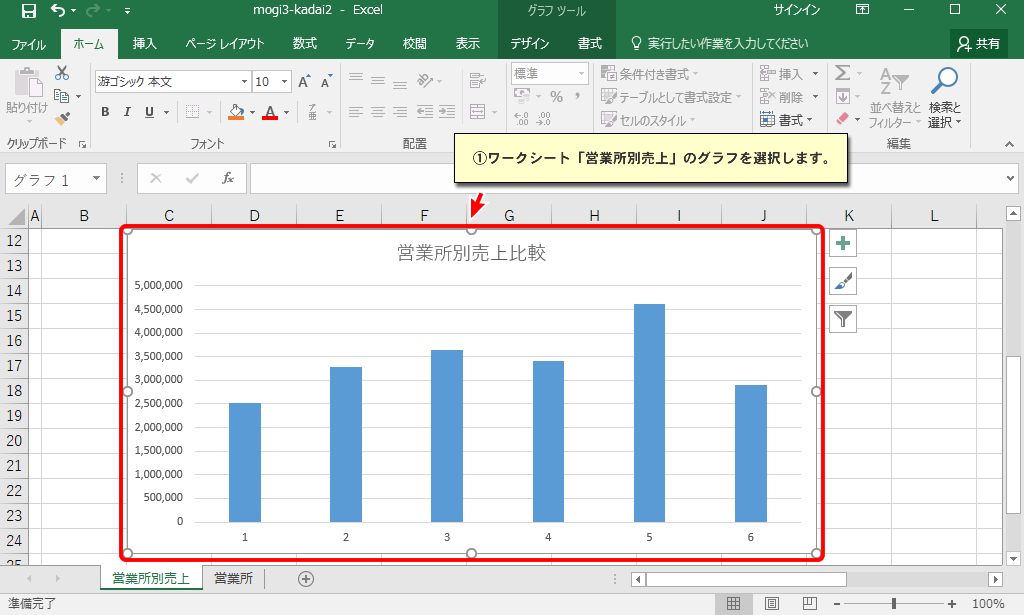 mogi3-kadai2 - Excel
グラフ ツール
サインイン
ファイル
ホーム
挿入
ページ レイアウト
数式
データ
校閲
表示
デザイン
書式
実行したい作業を入力してください
共有
貼り付け
クリップボード
游ゴシック 本文
10
B I U
A A
A
フォント
配置
標準
%
条件付き書式
テーブルとして書式設定
セルのスタイル
挿入
削除
書式
並べ替えと
フィルター
検索と
選択
編集
①ワークシート「営業所別売上」のグラフを選択します。
グラフ 1
fx
A B C D E F G H I J K L
12
13
14
15
16
17
18
19
20
21
22
23
24
25
営業所別売上比較
5,000,000
4,500,000
4,000,000
3,500,000
3,000,000
2,500,000
2,000,000
1,500,000
1,000,000
500,000
0
1 2 3 4 5 6
営業所別売上
営業所
準備完了
100%